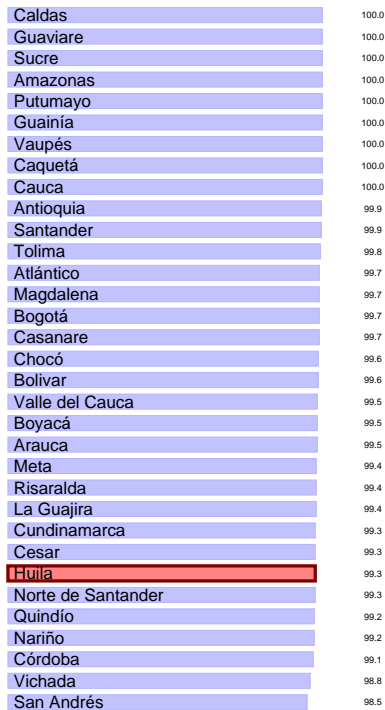 Caldas 100.0
Guaviare 100.0
Sucre 100.0
Amazonas 100.0
Putumayo 100.0
Guainía 100.0
Vaupés 100.0
Caquetá 100.0
Cauca 100.0
Antioquia 99.9
Santander 99.9
Tolima 99.8
Atlántico 99.7
Magdalena 99.7
Bogotá 99.7
Casanare 99.7
Chocó 99.6
Bolivar 99.6
Valle del Cauca 99.5
Boyacá 99.5
Arauca 99.5
Meta 99.4
Risaralda 99.4
La Guajira 99.4
Cundinamarca 99.3
Cesar 99.3
Huila 99.3
Norte de Santander 99.3
Quindío 99.2
Nariño 99.2
Córdoba 99.1
Vichada 98.8
San Andrés 98.5